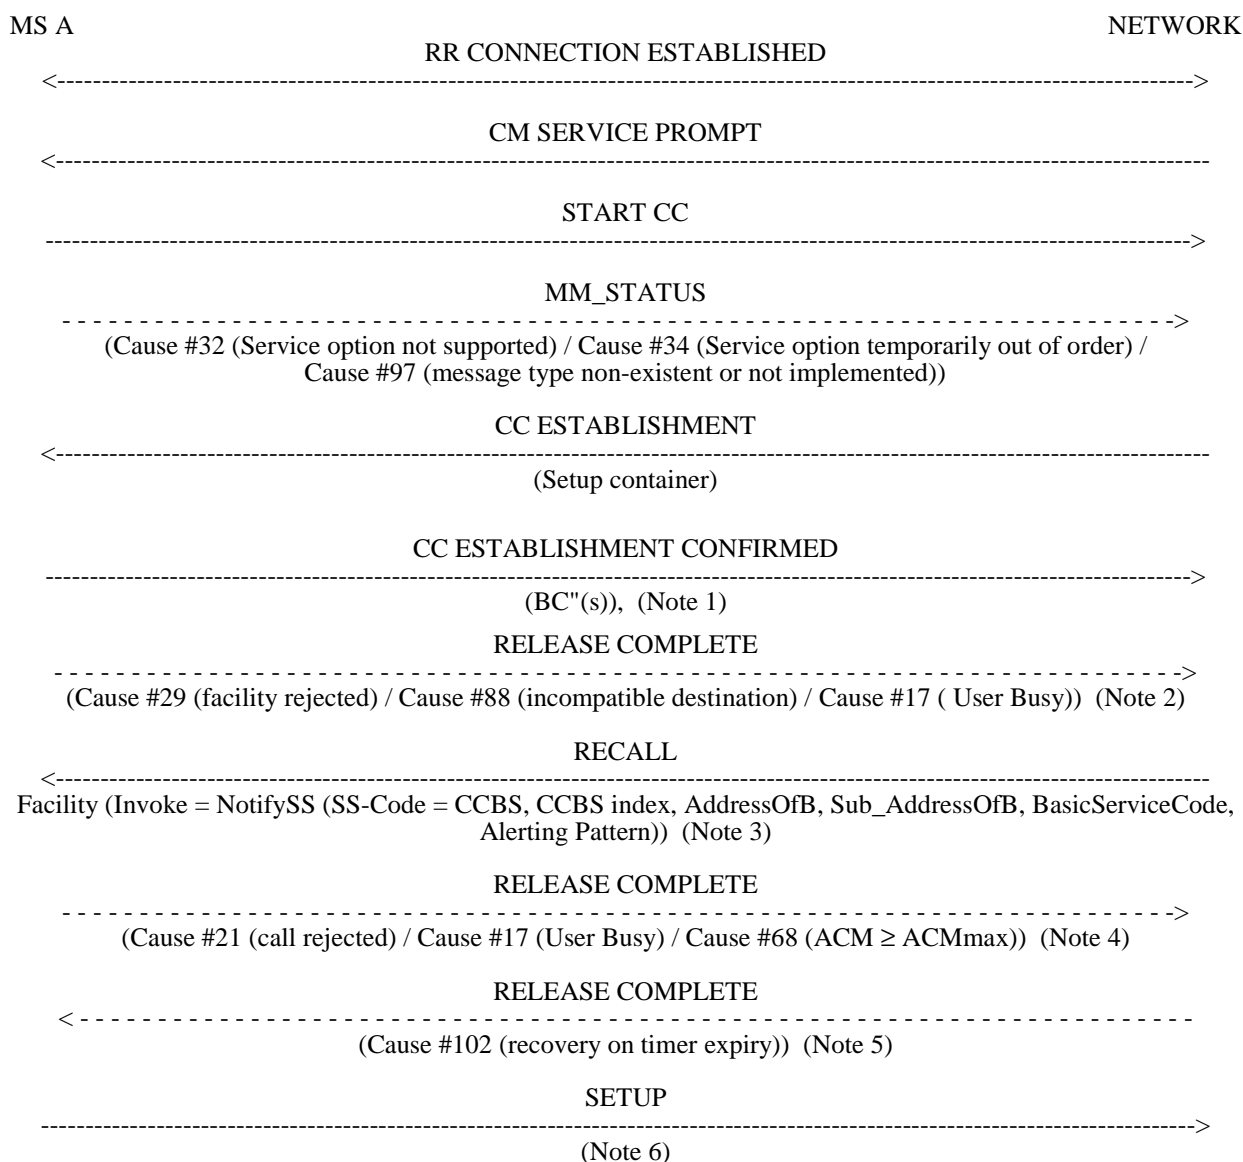 MS A NETWORK
RR CONNECTION ESTABLISHED
CM SERVICE PROMPT
START CC
MM_STATUS
(Cause #32 (Service option not supported) / Cause #34 (Service option temporarily out of order) /
Cause #97 (message type non-existent or not implemented))
CC ESTABLISHMENT
(Setup container)
CC ESTABLISHMENT CONFIRMED
(BC"(s)), (Note 1)
RELEASE COMPLETE
(Cause #29 (facility rejected) / Cause #88 (incompatible destination) / Cause #17 ( User Busy)) (Note 2)
RECALL
Facility (Invoke = NotifySS (SS-Code = CCBS, CCBS index, AddressOfB, Sub_AddressOfB, BasicServiceCode,
Alerting Pattern)) (Note 3)
RELEASE COMPLETE
(Cause #21 (call rejected) / Cause #17 (User Busy) / Cause #68 (ACM ≥ ACMmax)) (Note 4)
RELEASE COMPLETE
(Cause #102 (recovery on timer expiry)) (Note 5)
SETUP
(Note 6)